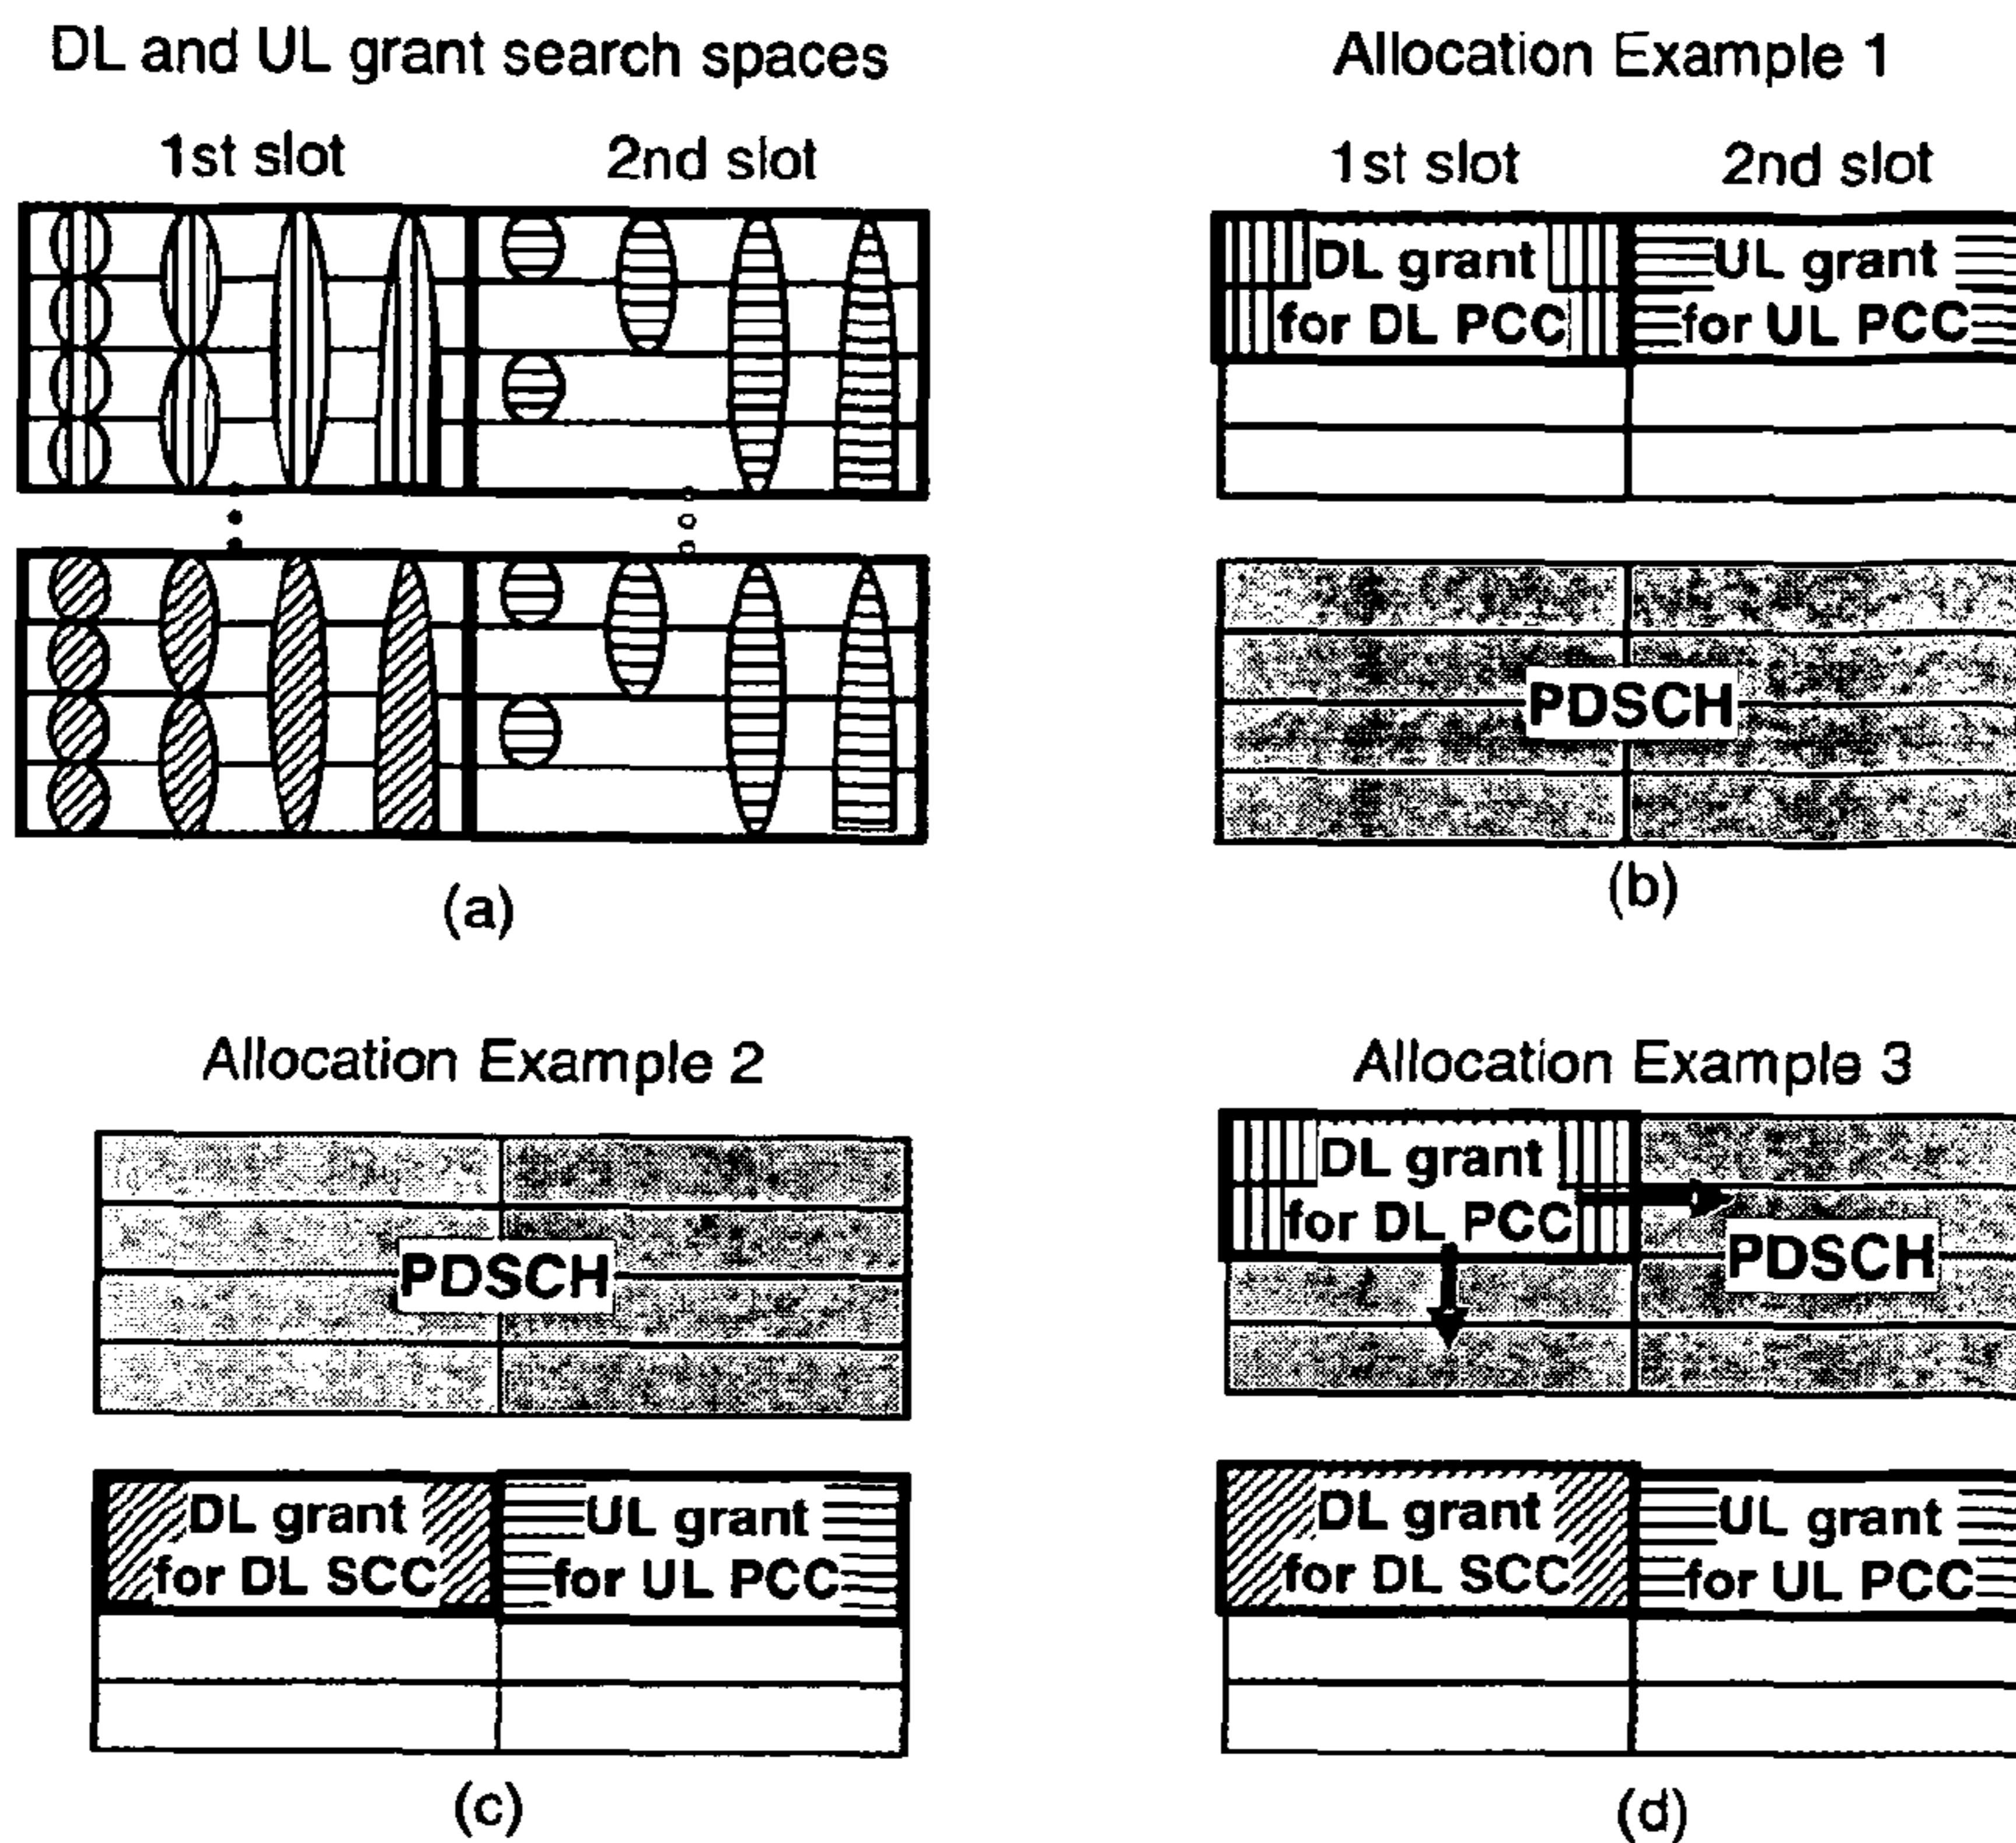 DL and UL grant search spaces
1st slot
2nd slot
(a)
Allocation Example 1
1st slot
2nd slot
DL grant
for DL PCC
UL grant
for UL PCC
PDSCH
(b)
Allocation Example 2
PDSCH
DL grant
for DL SCC
UL grant
for UL PCC
(c)
Allocation Example 3
DL grant
for DL PCC
PDSCH
DL grant
for DL SCC
UL grant
for UL PCC
(d)